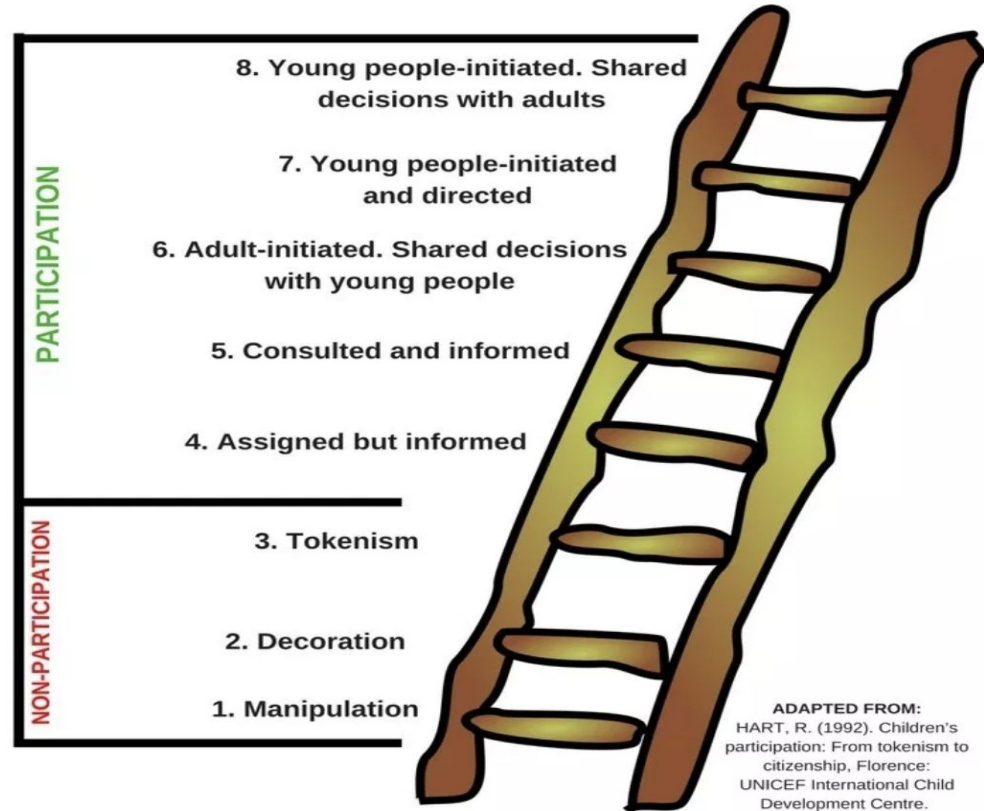 8. Young people-initiated. Shared
decisions with adults
7. Young people-initiated
and directed
6. Adult-initiated. Shared decisions
with young people
5. Consulted and informed
4. Assigned but informed
PARTICIPATION
3. Tokenism
2. Decoration
1. Manipulation
NON-PARTICIPATION
ADAPTED FROM:
HART, R. (1992). Children's
participation: From tokenism to
citizenship, Florence:
UNICEF International Child
Development Centre.